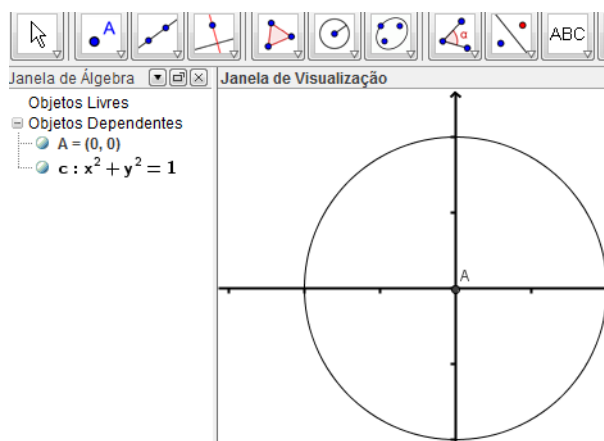 A
α
ABC
Janela de Álgebra
Janela de Visualização
Objetos Livres
Objetos Dependentes
A = (0, 0)
c : x² + y² = 1
A